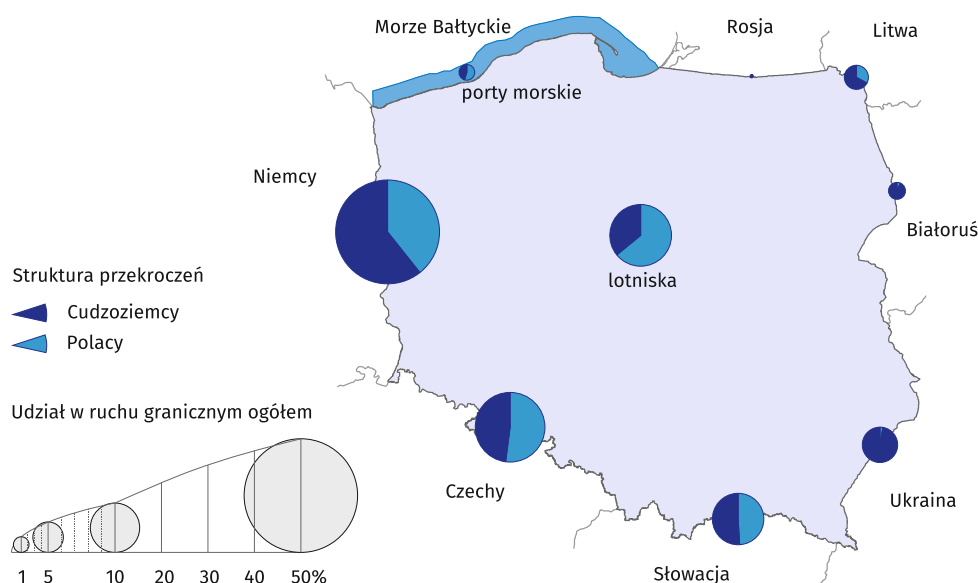 Morze Bałtyckie
Rosja
Litwa
porty morskie
Niemcy
Białoruś
lotniska
Struktura przekroczeń
Cudzoziemcy
Polacy
Udział w ruchu granicznym ogółem
Czechy
Ukraina
Słowacja
1 5 10 20 30 40 50%